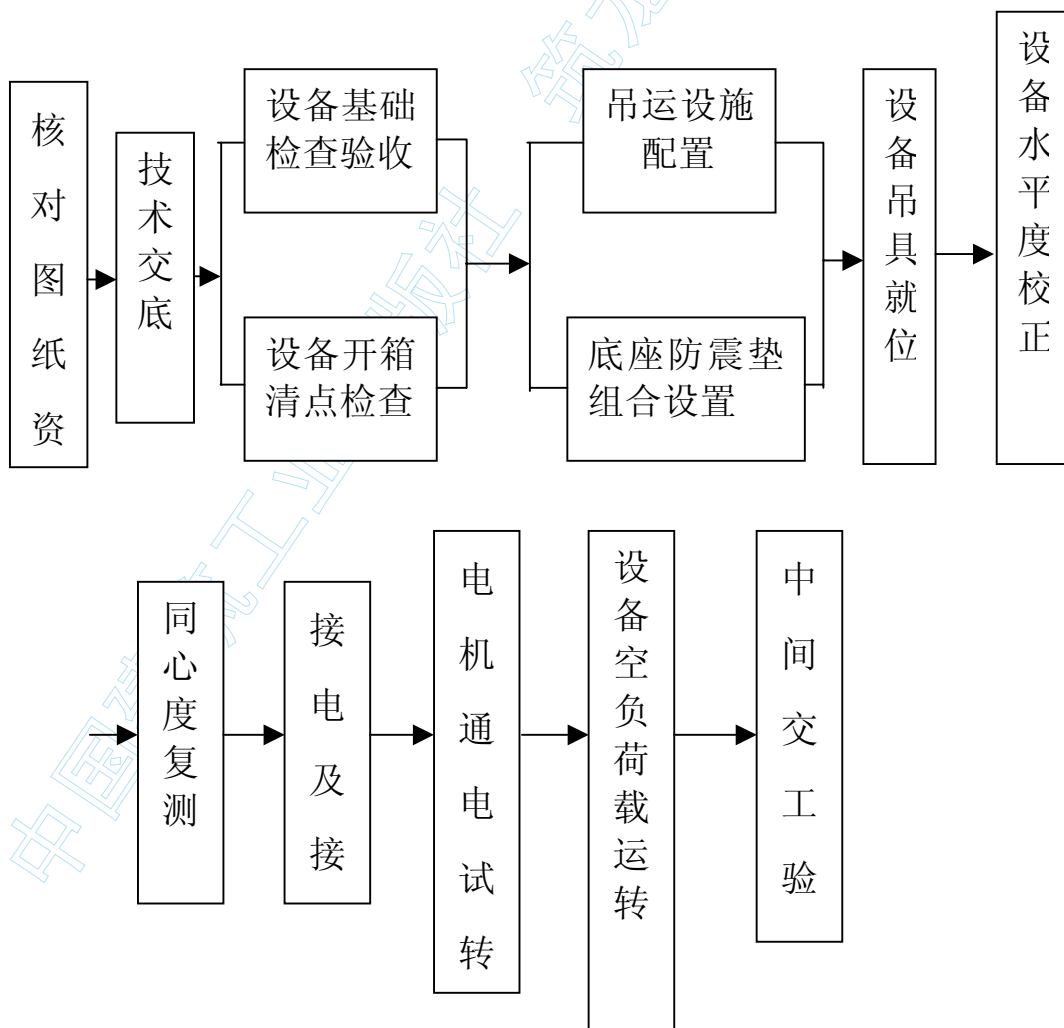 核对图纸资
技术交底
设备基础
检查验收
设备开箱
清点检查
吊运设施
配置
底座防震垫
组合设置
设备吊具就位
设备水平度校正
同心度复测
接电及接
电机通电试转
设备空负荷载运转
中间交工验